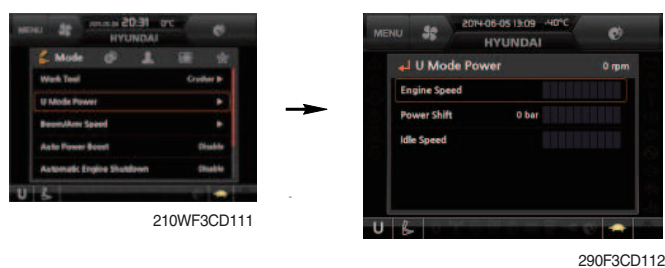 MENU 20:31 0°C
HYUNDAI
Mode
Work Tool Crusher
U Mode Power
Boom/Arm Speed
Auto Power Boost Disable
Automatic Engine Shutdown Disable
U
210WF3CD111
MENU 2014-06-05 13:09 -40°C
HYUNDAI
U Mode Power 0 rpm
Engine Speed
Power Shift 0 bar
Idle Speed
U
290F3CD112